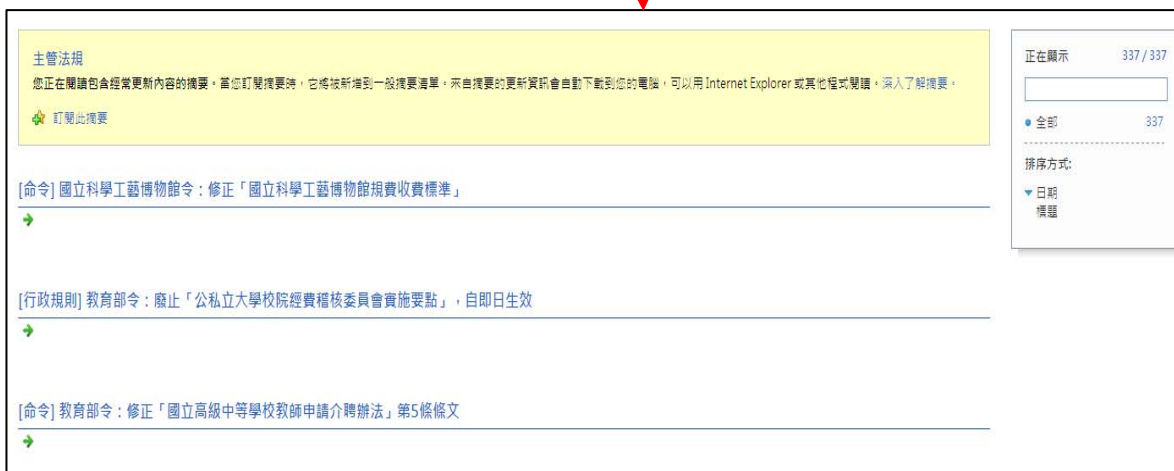 主管法規
您正在閱讀包含經常更新內容的摘要。當您訂閱摘要時,它將被新增到一般摘要清單。來自摘要的更新資訊會自動下載到您的電腦,可以用 Internet Explorer 或其他程式閱讀。深入了解摘要。
訂閱此摘要
[命令] 國立科學工藝博物館令:修正「國立科學工藝博物館規費收費標準」
[行政規則] 教育部令:廢止「公私立大學校院經費稽核委員會實施要點」,自即日生效
[命令] 教育部令:修正「國立高級中等學校教師申請介聘辦法」第5條條文
正在顯示 337 / 337
全部 337
排序方式:
日期
標題